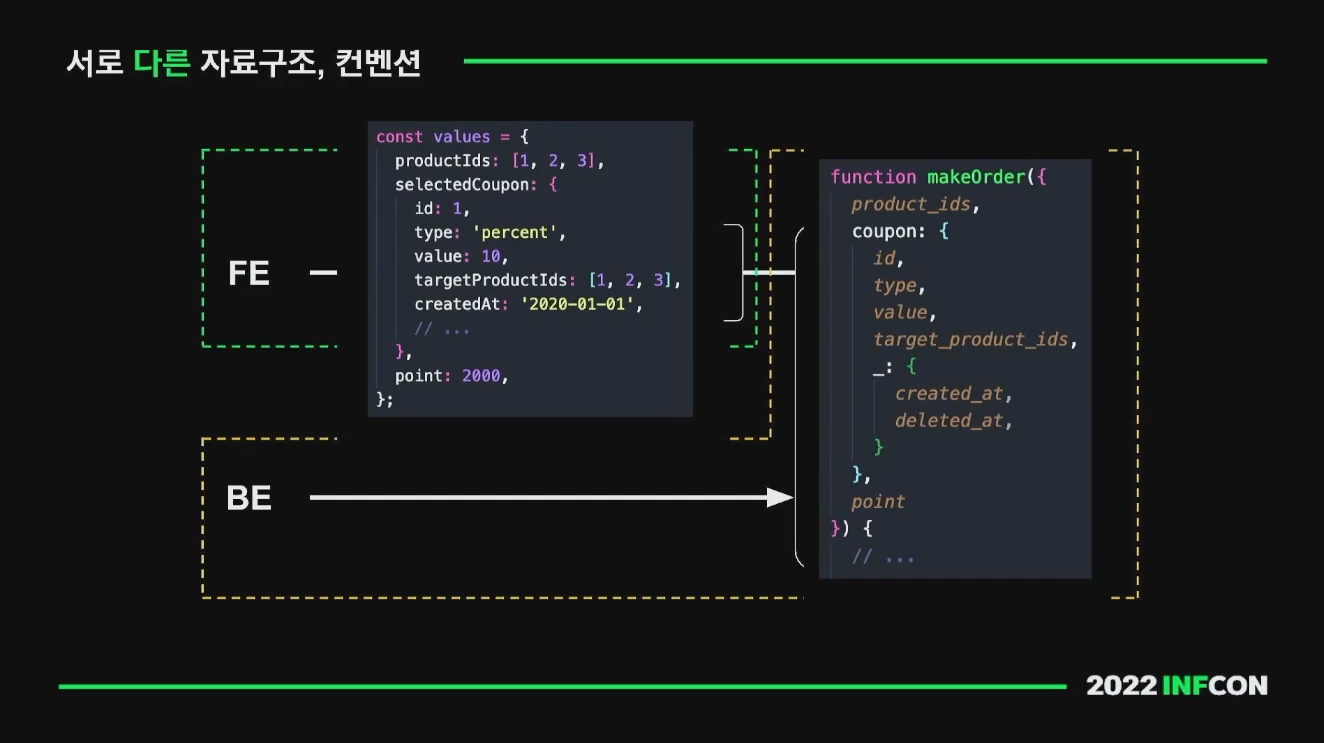 서로 다른 자료구조, 컨벤션
FE
const values = {
productIds: [1, 2, 3],
selectedCoupon: {
id: 1,
type: 'percent',
value: 10,
targetProductIds: [1, 2, 3],
createdAt: '2020-01-01',
// ...
},
point: 2000,
};
BE
function makeOrder({
product_ids,
coupon: {
id,
type,
value,
target_product_ids,
_: {
created_at,
deleted_at,
}
},
point
}) {
// ...
2022 INFCON